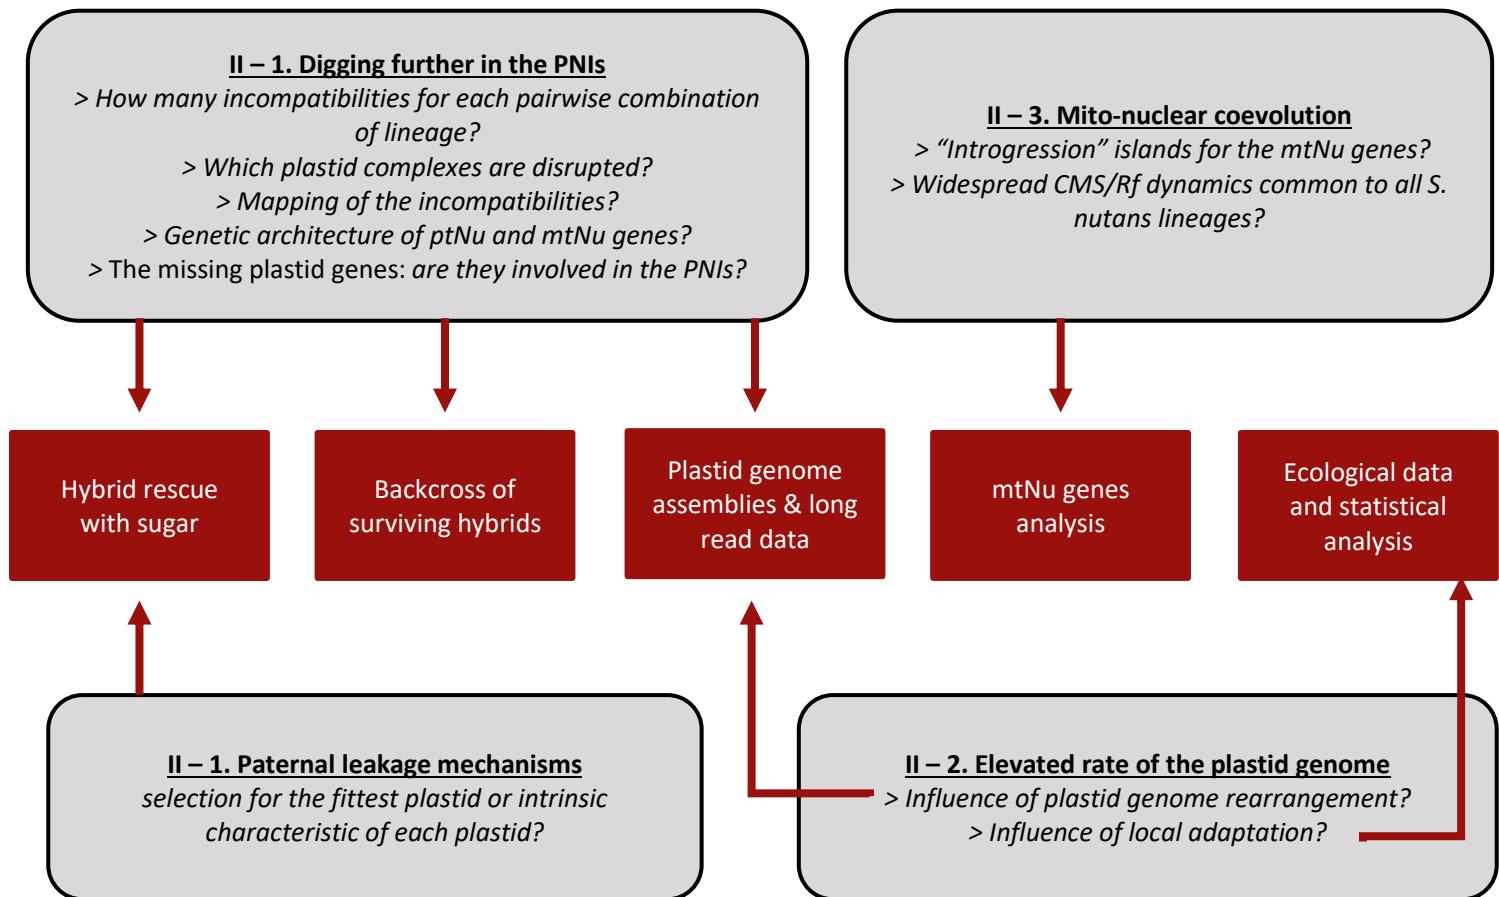 II – 1. Digging further in the PNIs
> How many incompatibilities for each pairwise combination
of lineage?
> Which plastid complexes are disrupted?
> Mapping of the incompatibilities?
> Genetic architecture of ptNu and mtNu genes?
> The missing plastid genes: are they involved in the PNIs?
II – 3. Mito-nuclear coevolution
> “Introgression” islands for the mtNu genes?
> Widespread CMS/Rf dynamics common to all S.
nutans lineages?
Hybrid rescue
with sugar
Backcross of
surviving hybrids
Plastid genome
assemblies & long
read data
mtNu genes
analysis
Ecological data
and statistical
analysis
II – 1. Paternal leakage mechanisms
selection for the fittest plastid or intrinsic
characteristic of each plastid?
II – 2. Elevated rate of the plastid genome
> Influence of plastid genome rearrangement?
> Influence of local adaptation?